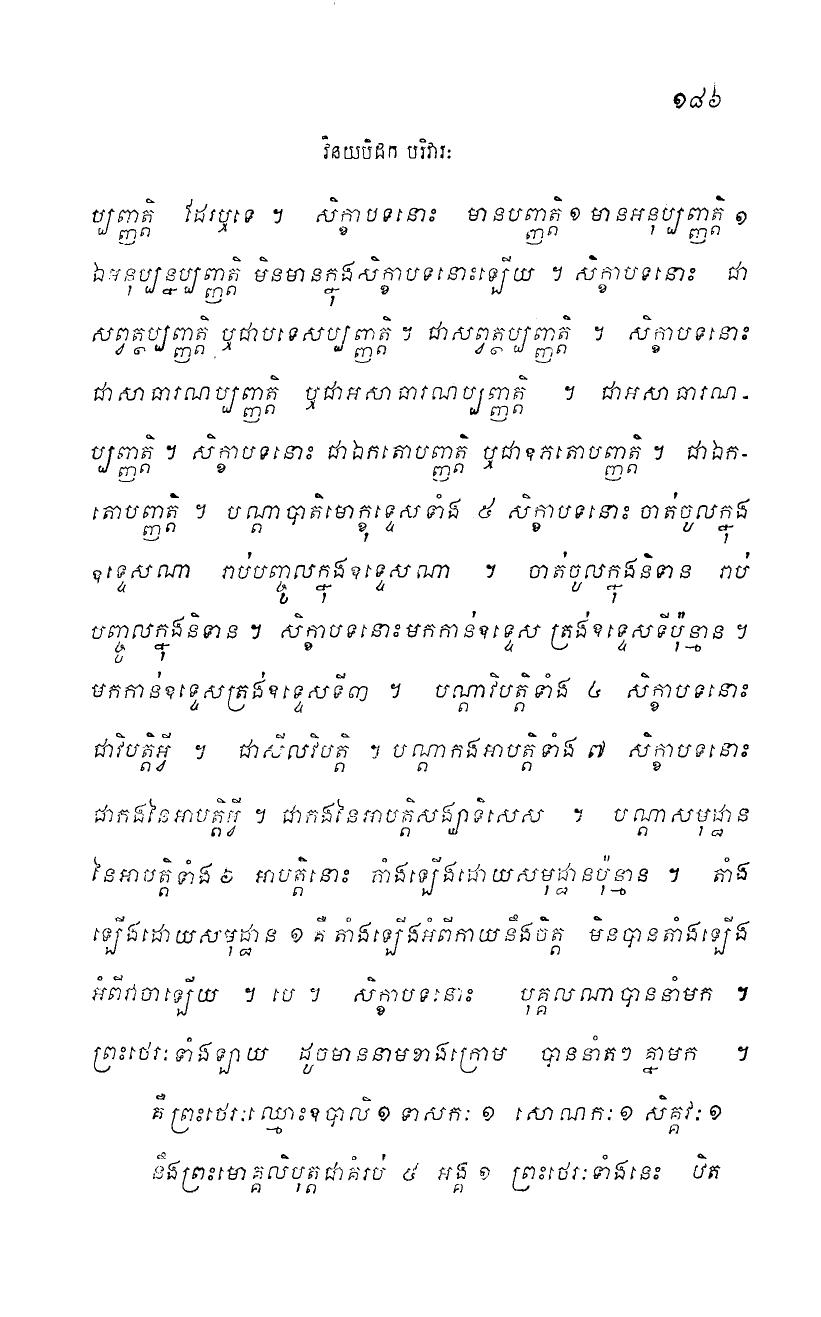 ១៨៦
វិនយបិដក បរិវារៈ
ប្បញ្ញត្តិ ដែរឬទេ ។ សិក្ខាបទនោះ មានបញ្ញត្តិ ១ មានអនុប្បញ្ញត្តិ ១
ឯអនុប្បន្នប្បញ្ញត្តិ មិនមានក្នុងសិក្ខាបទនោះឡើយ ។ សិក្ខាបទនោះ ជា
សព្វត្ថប្បញ្ញត្តិ ឬជាបទេសប្បញ្ញត្តិ ។ ជាសព្វត្ថប្បញ្ញត្តិ ។ សិក្ខាបទនោះ
ជាសាធារណប្បញ្ញត្តិ ឬជាអសាធារណប្បញ្ញត្តិ ។ ជាអសាធារណ-
ប្បញ្ញត្តិ ។ សិក្ខាបទនោះ ជាឯកតោបញ្ញត្តិ ឬជាឧភតោបញ្ញត្តិ ។ ជាឯក-
តោបញ្ញត្តិ ។ បណ្តាបាតិមោក្ខុទ្ទេសទាំង ៥ សិក្ខាបទនោះ ចាត់ចូលក្នុង
ឧទ្ទេសណា រាប់បញ្ចូលក្នុងឧទ្ទេសណា ។ ចាត់ចូលក្នុងនិទាន រាប់
បញ្ចូលក្នុងនិទាន ។ សិក្ខាបទនោះមកកាន់ឧទ្ទេស ត្រង់ឧទ្ទេសទីប៉ុន្មាន ។
មកកាន់ឧទ្ទេសត្រង់ឧទ្ទេសទី៣ ។ បណ្តាវិបត្តិទាំង ៤ សិក្ខាបទនោះ
ជាវិបត្តិអ្វី ។ ជាសីលវិបត្តិ ។ បណ្តាកងអាបត្តិទាំង ៧ សិក្ខាបទនោះ
ជាកងនៃអាបត្តិអ្វី ។ ជាកងនៃអាបត្តិសង្ឃាទិសេស ។ បណ្តាសមុដ្ឋាន
នៃអាបត្តិទាំង៦ អាបត្តិនោះ តាំងឡើងដោយសមុដ្ឋានប៉ុន្មាន ។ តាំង
ឡើងដោយសមុដ្ឋាន ១ គឺ តាំងឡើងអំពីកាយនឹងចិត្ត មិនបានតាំងឡើង
អំពីវាចាឡើយ ។ បេ ។ សិក្ខាបទនោះ បុគ្គលណាបាននាំមក ។
ព្រះថេរៈទាំងឡាយ ដូចមាននាមខាងក្រោម បាននាំតៗ គ្នាមក ។
គឺព្រះថេរៈឈ្មោះឧបាលិ ១ ទាសកៈ ១ សោណកៈ ១ សិគ្គវៈ ១
នឹងព្រះមោគ្គលិបុត្តជាគំរប់ ៥ អង្គ ១ ព្រះថេរៈទាំងនេះ ឋិត